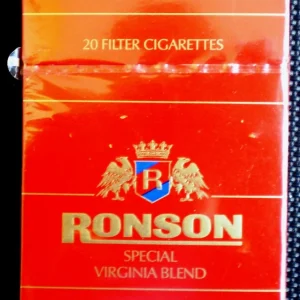 20 FILTER CIGARETTES
R
RONSON
SPECIAL
VIRGINIA BLEND